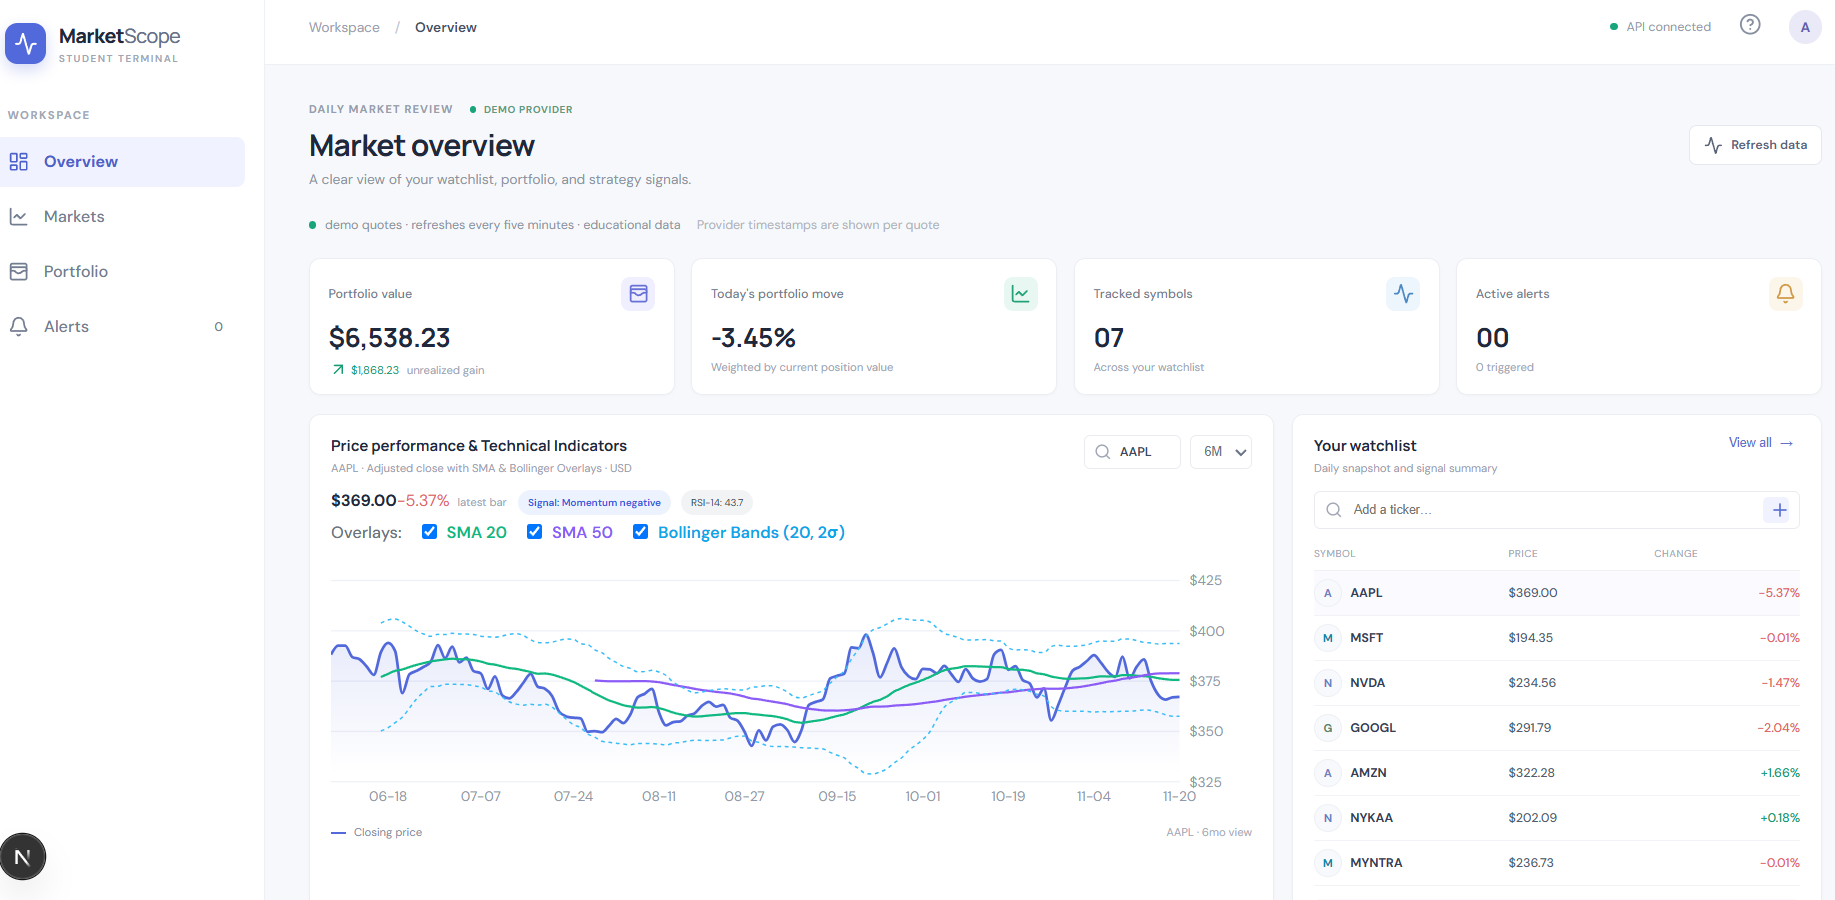 MarketScope
STUDENT TERMINAL
WORKSPACE
Overview
Markets
Portfolio
Alerts 0
N
Workspace / Overview
API connected
?
A
DAILY MARKET REVIEW DEMO PROVIDER
Market overview
A clear view of your watchlist, portfolio, and strategy signals.
Refresh data
demo quotes · refreshes every five minutes · educational data Provider timestamps are shown per quote
Portfolio value
$6,538.23
$1,868.23 unrealized gain
Today's portfolio move
-3.45%
Weighted by current position value
Tracked symbols
07
Across your watchlist
Active alerts
00
0 triggered
Price performance & Technical Indicators
AAPL · Adjusted close with SMA & Bollinger Overlays · USD
AAPL
6M
$369.00 -5.37% latest bar Signal: Momentum negative RSI-14: 43.7
Overlays: SMA 20 SMA 50 Bollinger Bands (20, 2σ)
$425
$400
$375
$350
$325
06-18 07-07 07-24 08-11 08-27 09-15 10-01 10-19 11-04 11-20
Closing price
AAPL · 6mo view
Your watchlist
View all →
Daily snapshot and signal summary
Add a ticker...
SYMBOL PRICE CHANGE
A AAPL $369.00 -5.37%
M MSFT $194.35 -0.01%
N NVDA $234.56 -1.47%
G GOOGL $291.79 -2.04%
A AMZN $322.28 +1.66%
N NYKAA $202.09 +0.18%
M MYNTRA $236.73 -0.01%